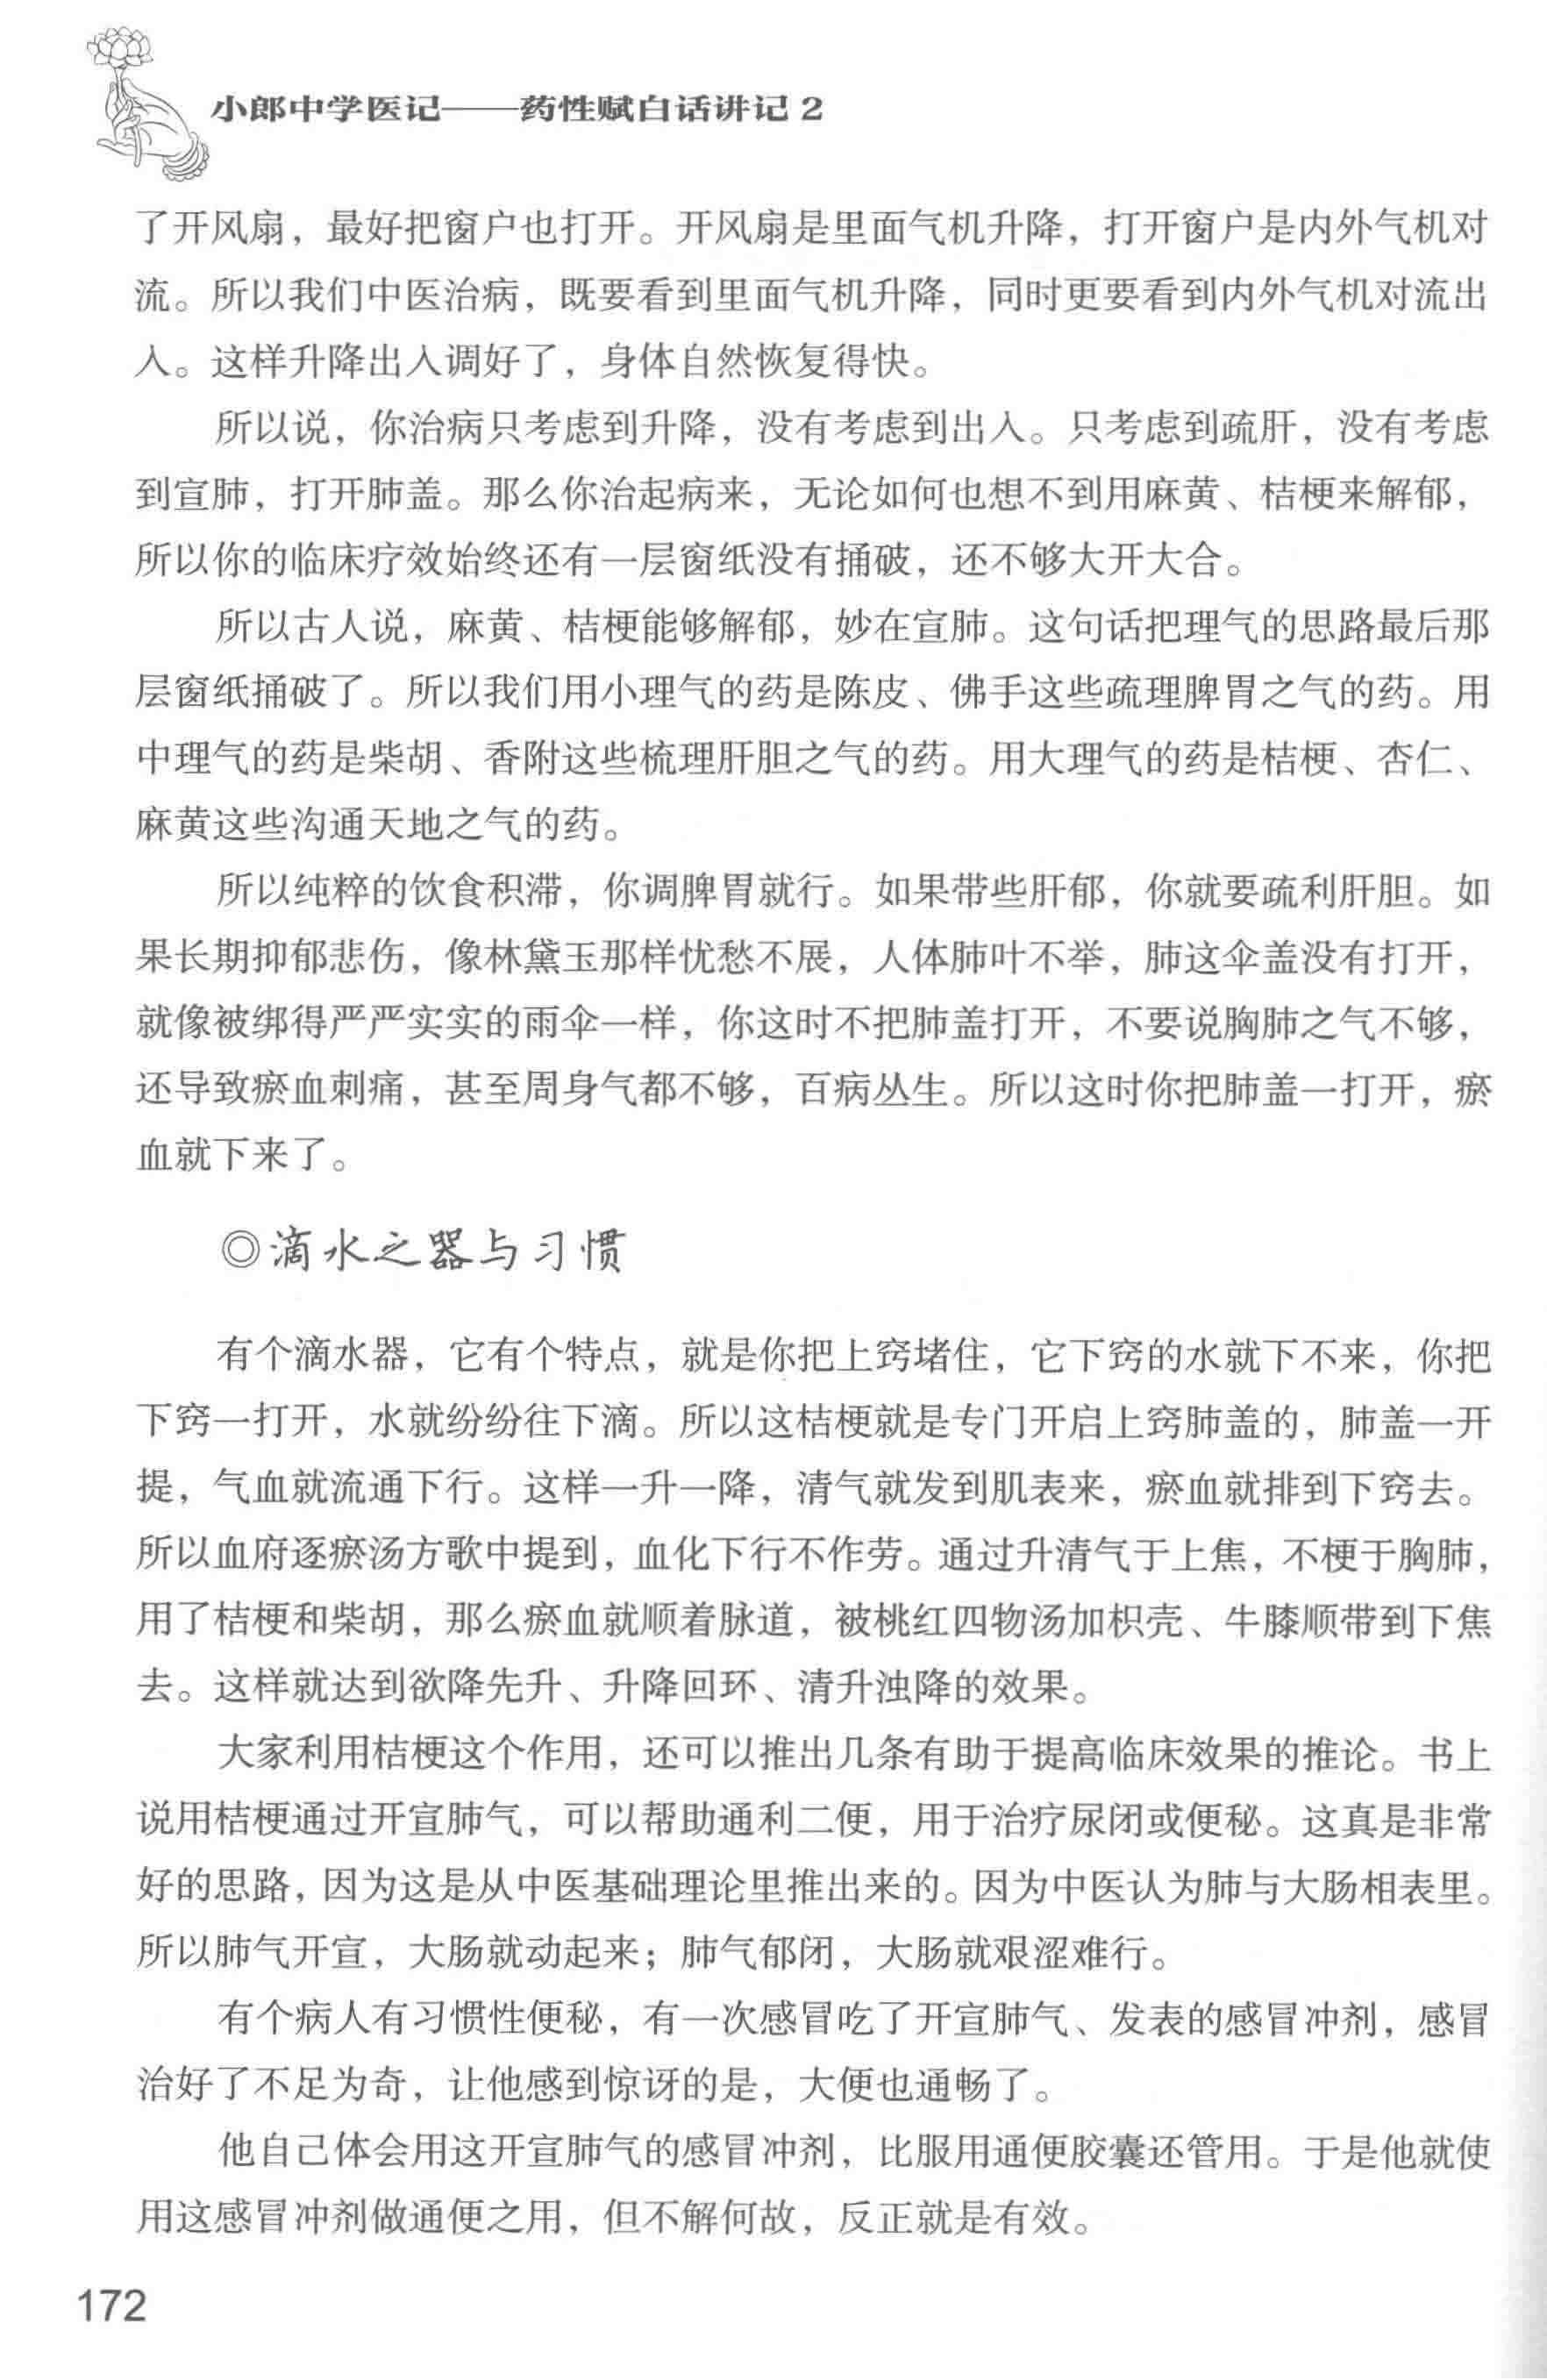 小郎中学医记——药性赋白话讲记 2
了开风扇，最好把窗户也打开。开风扇是里面气机升降，打开窗户是内外气机对
流。所以我们中医治病，既要看到里面气机升降，同时更要看到内外气机对流出
入。这样升降出入调好了，身体自然恢复得快。
所以说，你治病只考虑到升降，没有考虑到出入。只考虑到疏肝，没有考虑
到宣肺，打开肺盖。那么你治起病来，无论如何也想不到用麻黄、桔梗来解郁，
所以你的临床疗效始终还有一层窗纸没有捅破，还不够大开大合。
所以古人说，麻黄、桔梗能够解郁，妙在宣肺。这句话把理气的思路最后那
层窗纸捅破了。所以我们用小理气的药是陈皮、佛手这些疏理脾胃之气的药。用
中理气的药是柴胡、香附这些梳理肝胆之气的药。用大理气的药是桔梗、杏仁、
麻黄这些沟通天地之气的药。
所以纯粹的饮食积滞，你调脾胃就行。如果带些肝郁，你就要疏利肝胆。如
果长期抑郁悲伤，像林黛玉那样忧愁不展，人体肺叶不举，肺这伞盖没有打开，
就像被绑得严严实实的雨伞一样，你这时不把肺盖打开，不要说胸肺之气不够，
还导致瘀血刺痛，甚至周身气都不够，百病丛生。所以这时你把肺盖一打开，瘀
血就下来了。
◎滴水之器与习惯
有个滴水器，它有个特点，就是你把上窍堵住，它下窍的水就下不来，你把
下窍一打开，水就纷纷往下滴。所以这桔梗就是专门开启上窍肺盖的，肺盖一开
提，气血就流通下行。这样一升一降，清气就发到肌表来，瘀血就排到下窍去。
所以血府逐瘀汤方歌中提到，血化下行不作劳。通过升清气于上焦，不梗于胸肺，
用了桔梗和柴胡，那么瘀血就顺着脉道，被桃红四物汤加枳壳、牛膝顺带到下焦
去。这样就达到欲降先升、升降回环、清升浊降的效果。
大家利用桔梗这个作用，还可以推出几条有助于提高临床效果的推论。书上
说用桔梗通过开宣肺气，可以帮助通利二便，用于治疗尿闭或便秘。这真是非常
好的思路，因为这是从中医基础理论里推出来的。因为中医认为肺与大肠相表里。
所以肺气开宣，大肠就动起来；肺气郁闭，大肠就艰涩难行。
有个病人有习惯性便秘，有一次感冒吃了开宣肺气、发表的感冒冲剂，感冒
治好了不足为奇，让他感到惊讶的是，大便也通畅了。
他自己体会用这开宣肺气的感冒冲剂，比服用通便胶囊还管用。于是他就使
用这感冒冲剂做通便之用，但不解何故，反正就是有效。
172